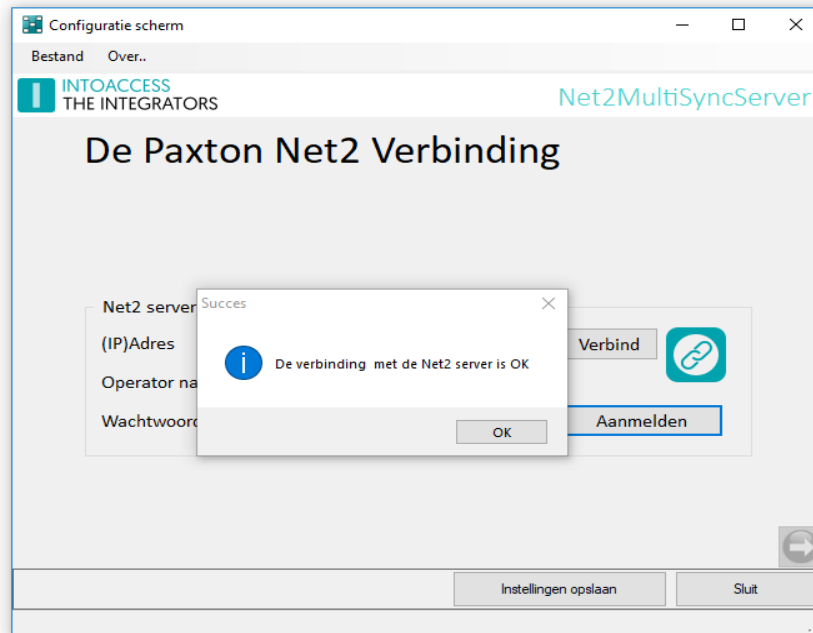 Configuratie scherm
Bestand Over..
INTOACCESS
THE INTEGRATORS
Net2MultiSyncServer
De Paxton Net2 Verbinding
Net2 server
Succes
(IP)Adres
Verbind
De verbinding met de Net2 server is OK
Operator na
Wachtwoord
Aanmelden
OK
Instellingen opslaan
Sluit